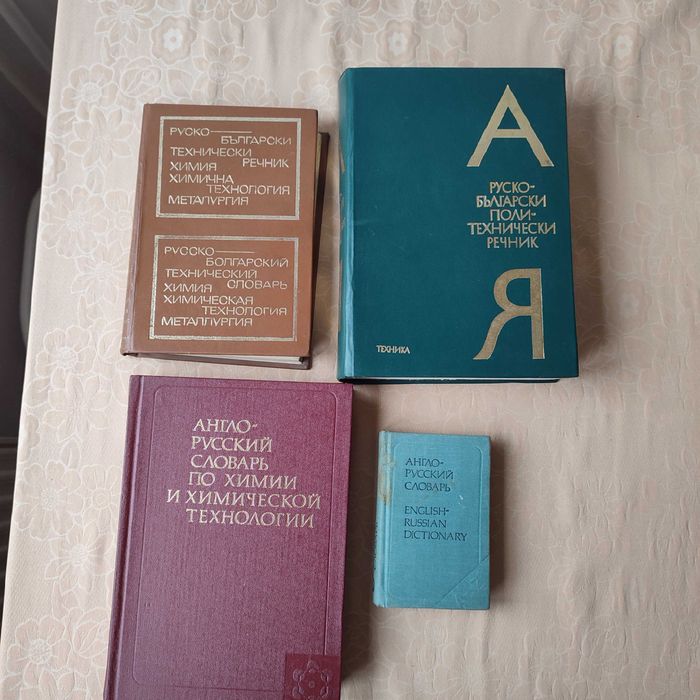 РУСКО
БЪЛГАРСКИ
ТЕХНИЧЕСКИ
РЕЧНИК
ХИМИЯ
ХИМИЧНА
ТЕХНОЛОГИЯ
МЕТАЛУРГИЯ
РУССКО
БОЛГАРСКИЙ
ТЕХНИЧЕСКИЙ
СЛОВАРЬ
ХИМИЯ
ХИМИЧЕСКАЯ
ТЕХНОЛОГИЯ
МЕТАЛЛУРГИЯ
А
РУСКО-
БЪЛГАРСКИ
ПОЛИ-
ТЕХНИЧЕСКИ
РЕЧНИК
Я
ТЕХНИКА
АНГЛО-
РУССКИЙ
СЛОВАРЬ
ПО ХИМИИ
И ХИМИЧЕСКОЙ
ТЕХНОЛОГИИ
АНГЛО-
РУССКИЙ
СЛОВАРЬ
ENGLISH-
RUSSIAN
DICTIONARY